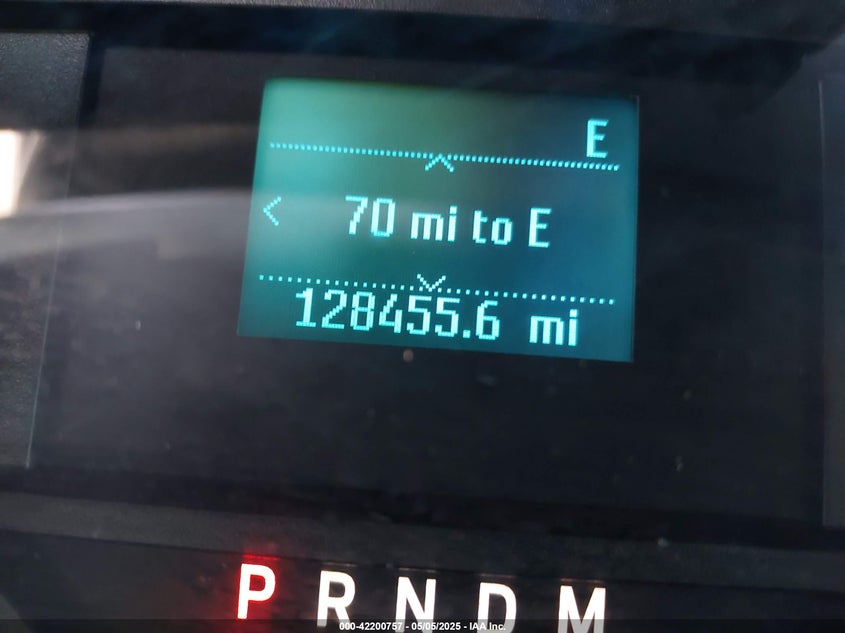 E
< 70 mi to E
128455.6 mi
P R N D M
000-42200757 - 05/05/2025 - IAA Inc.